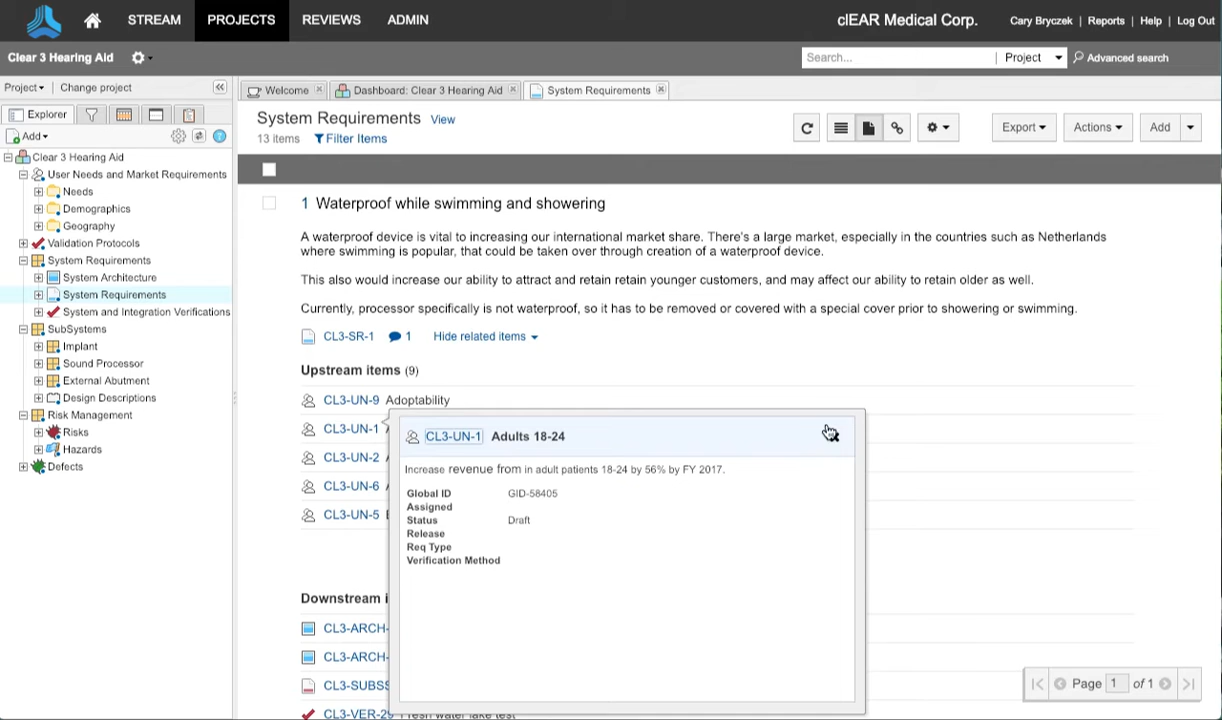 STREAM PROJECTS REVIEWS ADMIN clEAR Medical Corp. Cary Bryczek | Reports | Help | Log Out
Clear 3 Hearing Aid Search... Project Advanced search
Project Change project Welcome Dashboard: Clear 3 Hearing Aid System Requirements
Explorer
Add
System Requirements View
13 items Filter Items
Export Actions Add
Clear 3 Hearing Aid
User Needs and Market Requirements
Needs
Demographics
Geography
Validation Protocols
System Requirements
System Architecture
System Requirements
System and Integration Verifications
SubSystems
Implant
Sound Processor
External Abutment
Design Descriptions
Risk Management
Risks
Hazards
Defects
1 Waterproof while swimming and showering
A waterproof device is vital to increasing our international market share. There's a large market, especially in the countries such as Netherlands
where swimming is popular, that could be taken over through creation of a waterproof device.
This also would increase our ability to attract and retain retain younger customers, and may affect our ability to retain older as well.
Currently, processor specifically is not waterproof, so it has to be removed or covered with a special cover prior to showering or swimming.
CL3-SR-1 1 Hide related items
Upstream items (9)
CL3-UN-9 Adoptability
CL3-UN-1
CL3-UN-2
CL3-UN-6
CL3-UN-5
CL3-UN-1 Adults 18-24
Increase revenue from in adult patients 18-24 by 56% by FY 2017.
Global ID GID-58405
Assigned
Status Draft
Release
Req Type
Verification Method
Downstream
CL3-ARCH-
CL3-ARCH-
CL3-SUBSS
CL3-VER-29 Fresh water lake test
Page 1 of 1